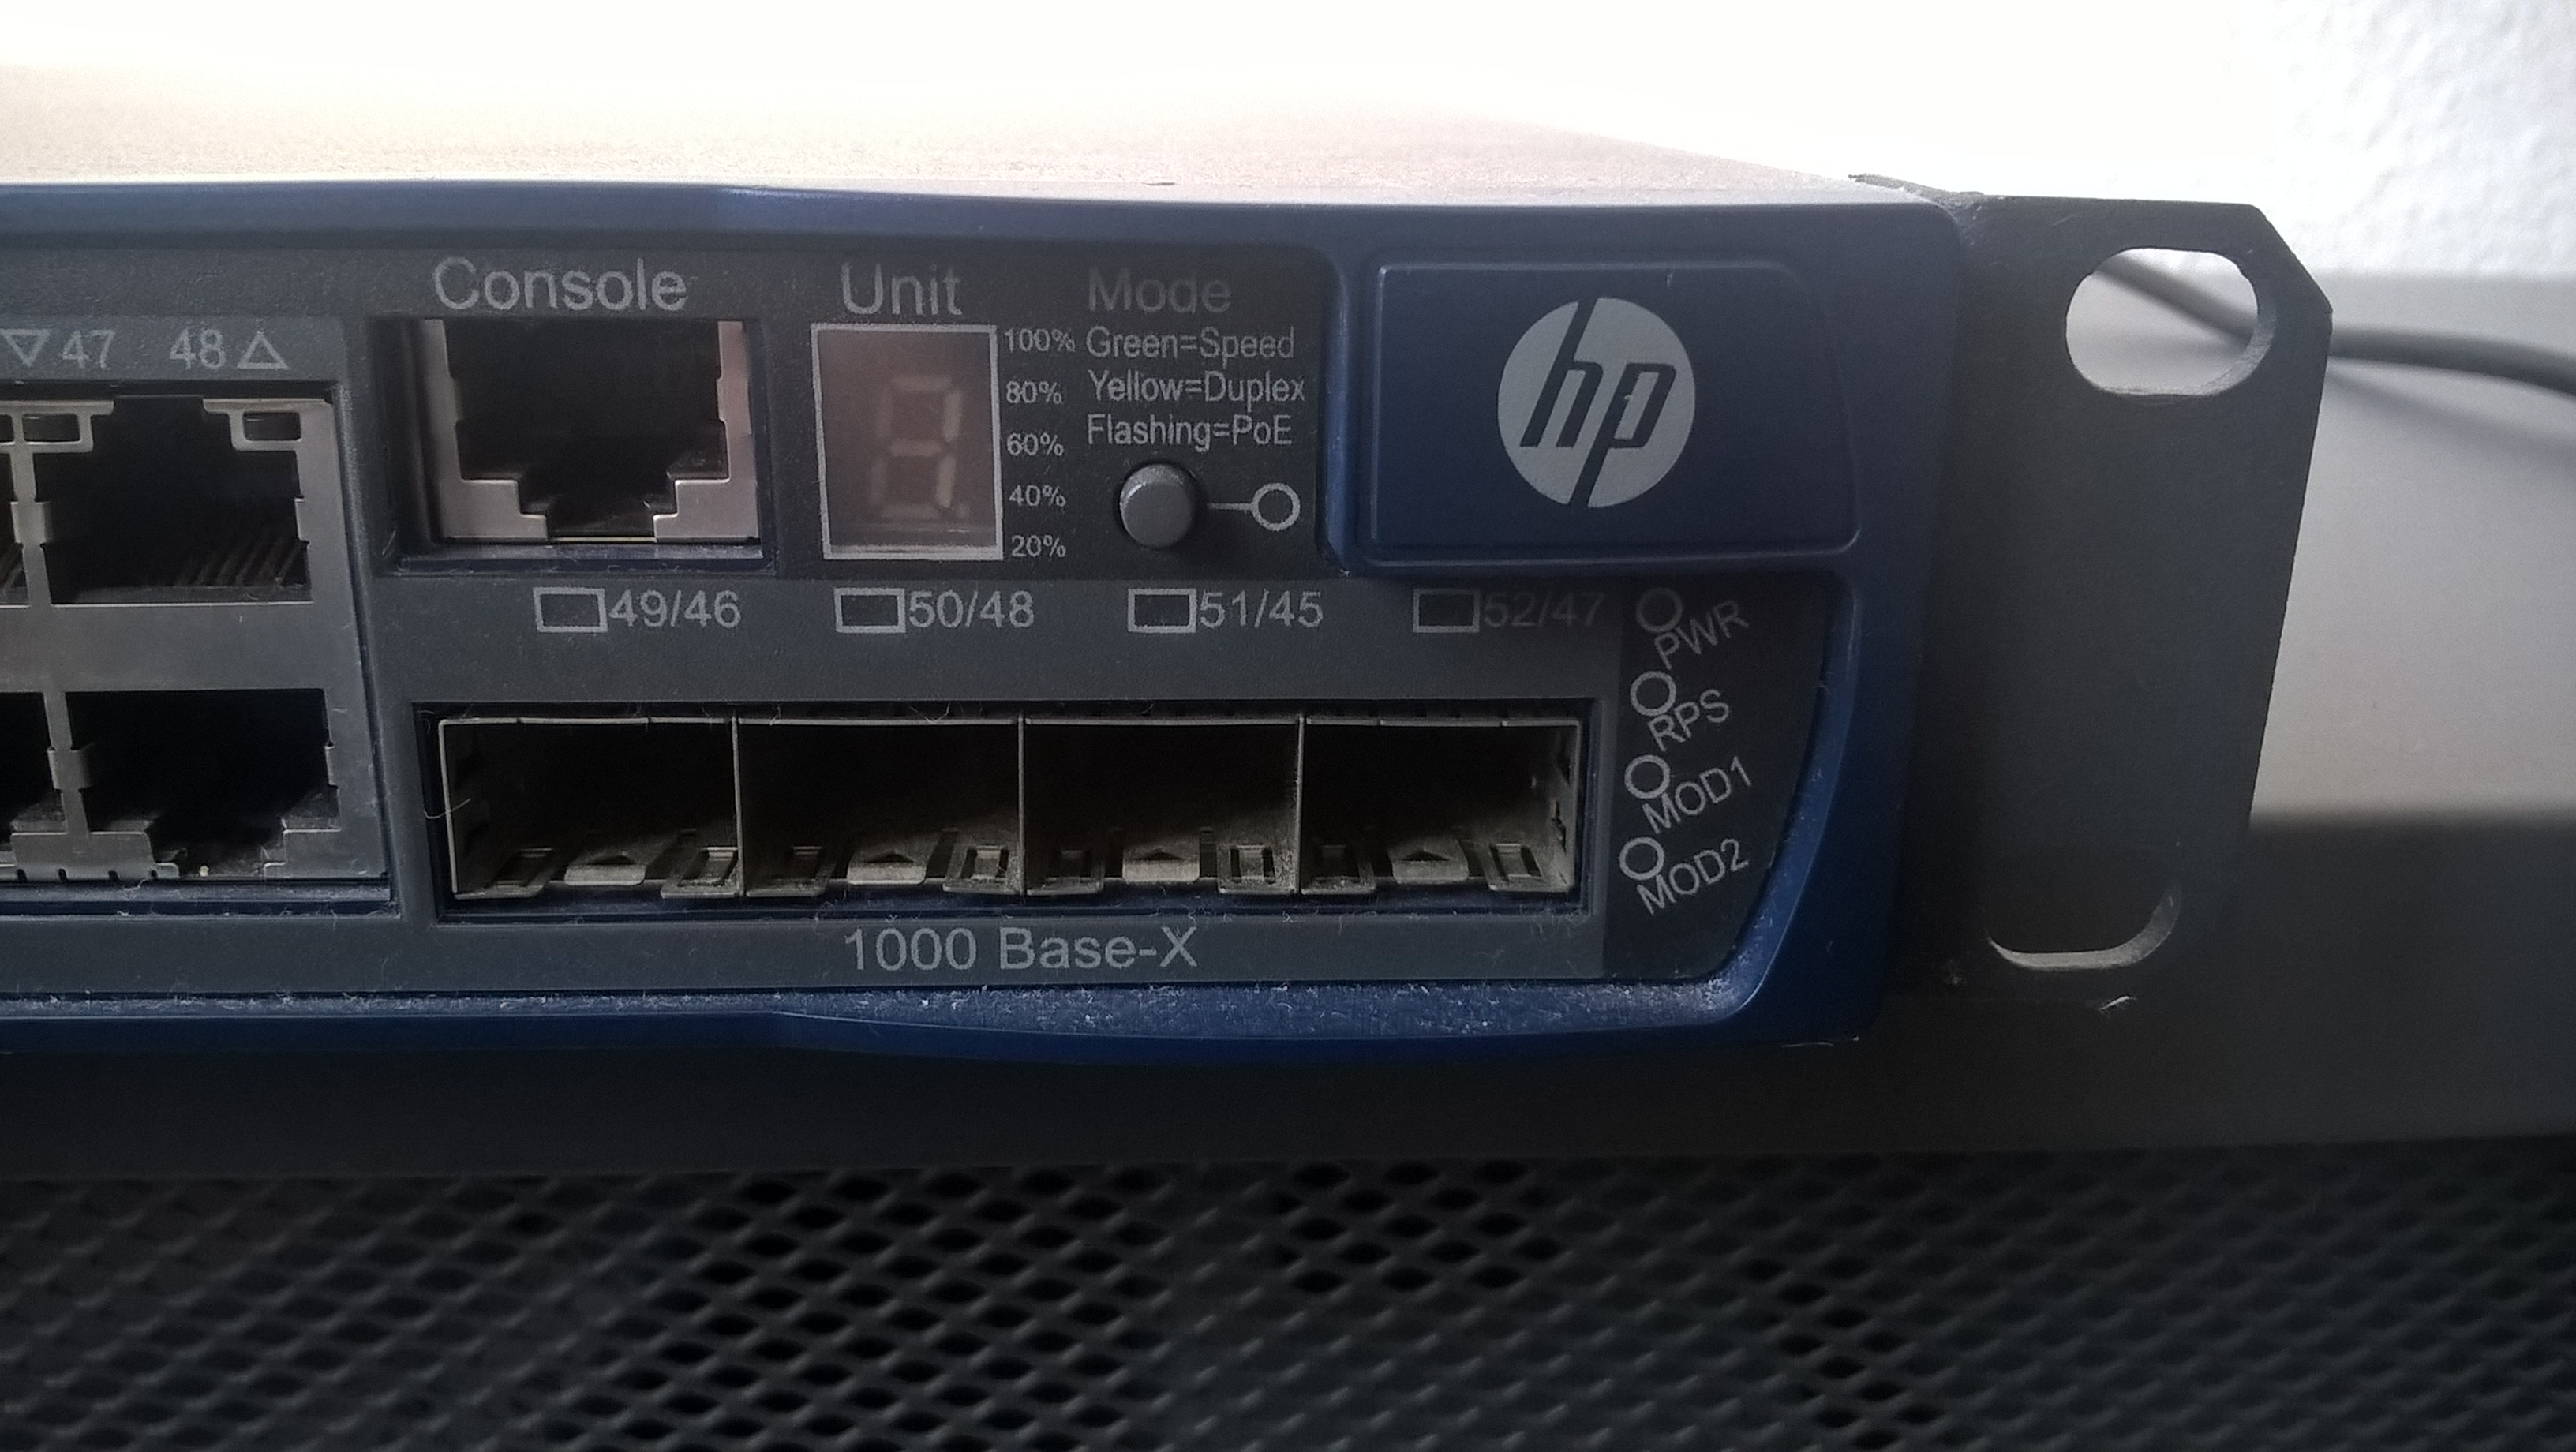 Console
Unit
Mode
▽47 48△
100%
80%
60%
40%
20%
Green=Speed
Yellow=Duplex
Flashing=PoE
hp
49/46
50/48
51/45
52/47
PWR
RPS
MOD1
MOD2
1000 Base-X